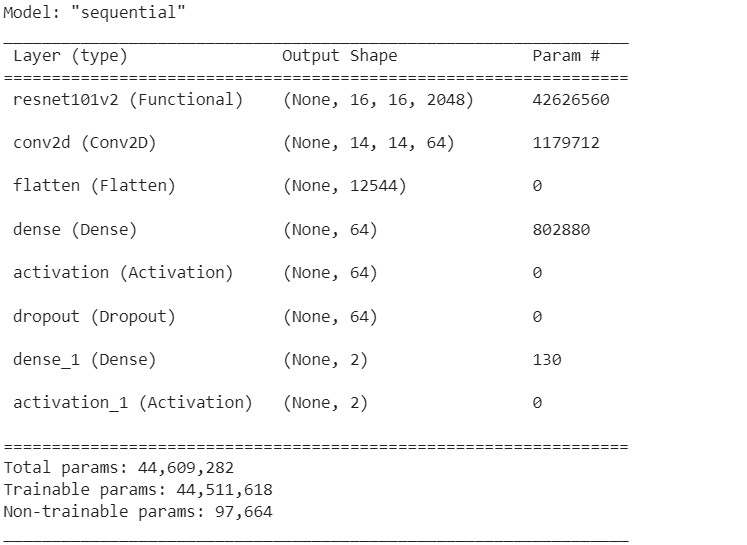 Model: "sequential"
_________________________________________________________________
Layer (type) Output Shape Param #
=================================================================
resnet101v2 (Functional) (None, 16, 16, 2048) 42626560
conv2d (Conv2D) (None, 14, 14, 64) 1179712
flatten (Flatten) (None, 12544) 0
dense (Dense) (None, 64) 802880
activation (Activation) (None, 64) 0
dropout (Dropout) (None, 64) 0
dense_1 (Dense) (None, 2) 130
activation_1 (Activation) (None, 2) 0
=================================================================
Total params: 44,609,282
Trainable params: 44,511,618
Non-trainable params: 97,664
_________________________________________________________________